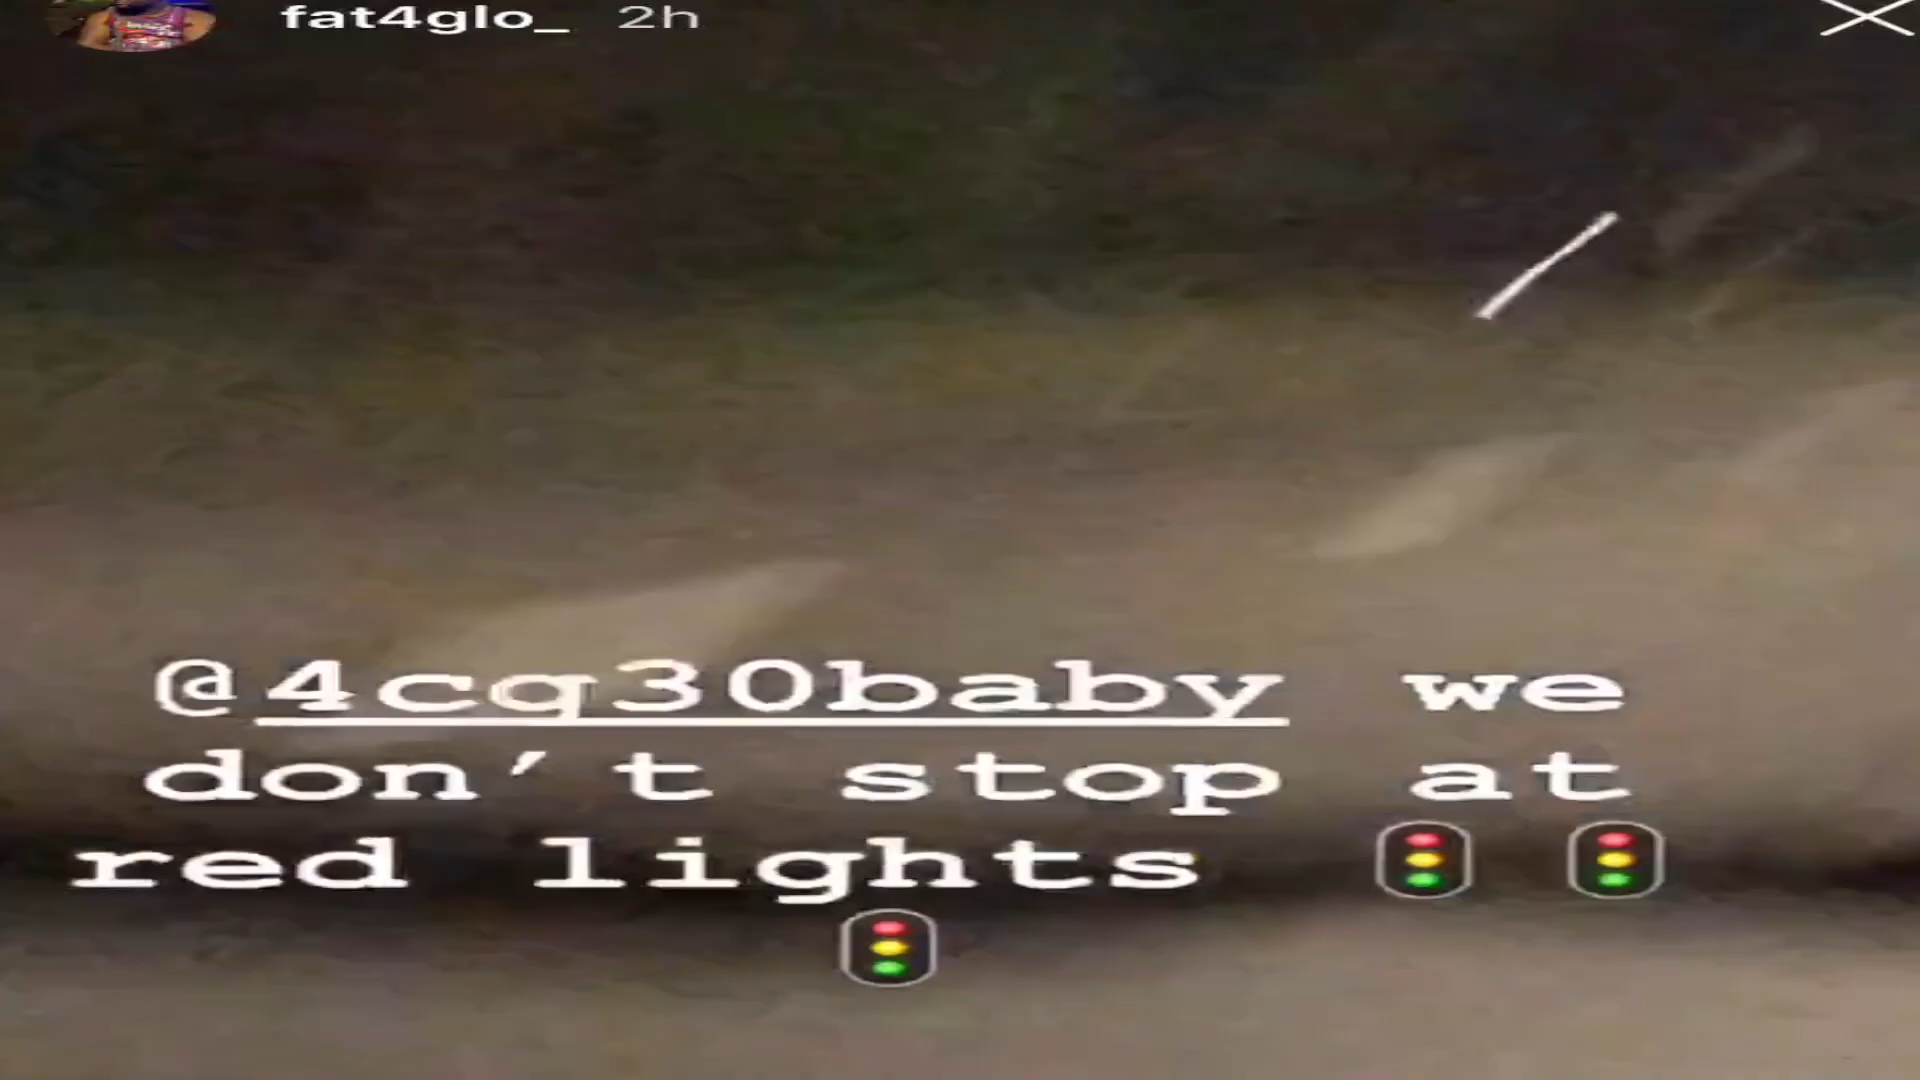 fat4glo_ 2h
@4cg30baby we
don't stop at
red lights 🚦 🚦
🚦